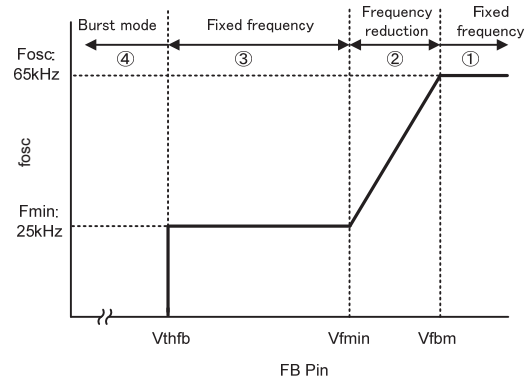 Burst mode
Fixed frequency
Frequency
reduction
Fixed
frequency
④
③
②
①
Fosc:
65kHz
fosc
Fmin:
25kHz
Vthfb
Vfmin
Vfbm
FB Pin